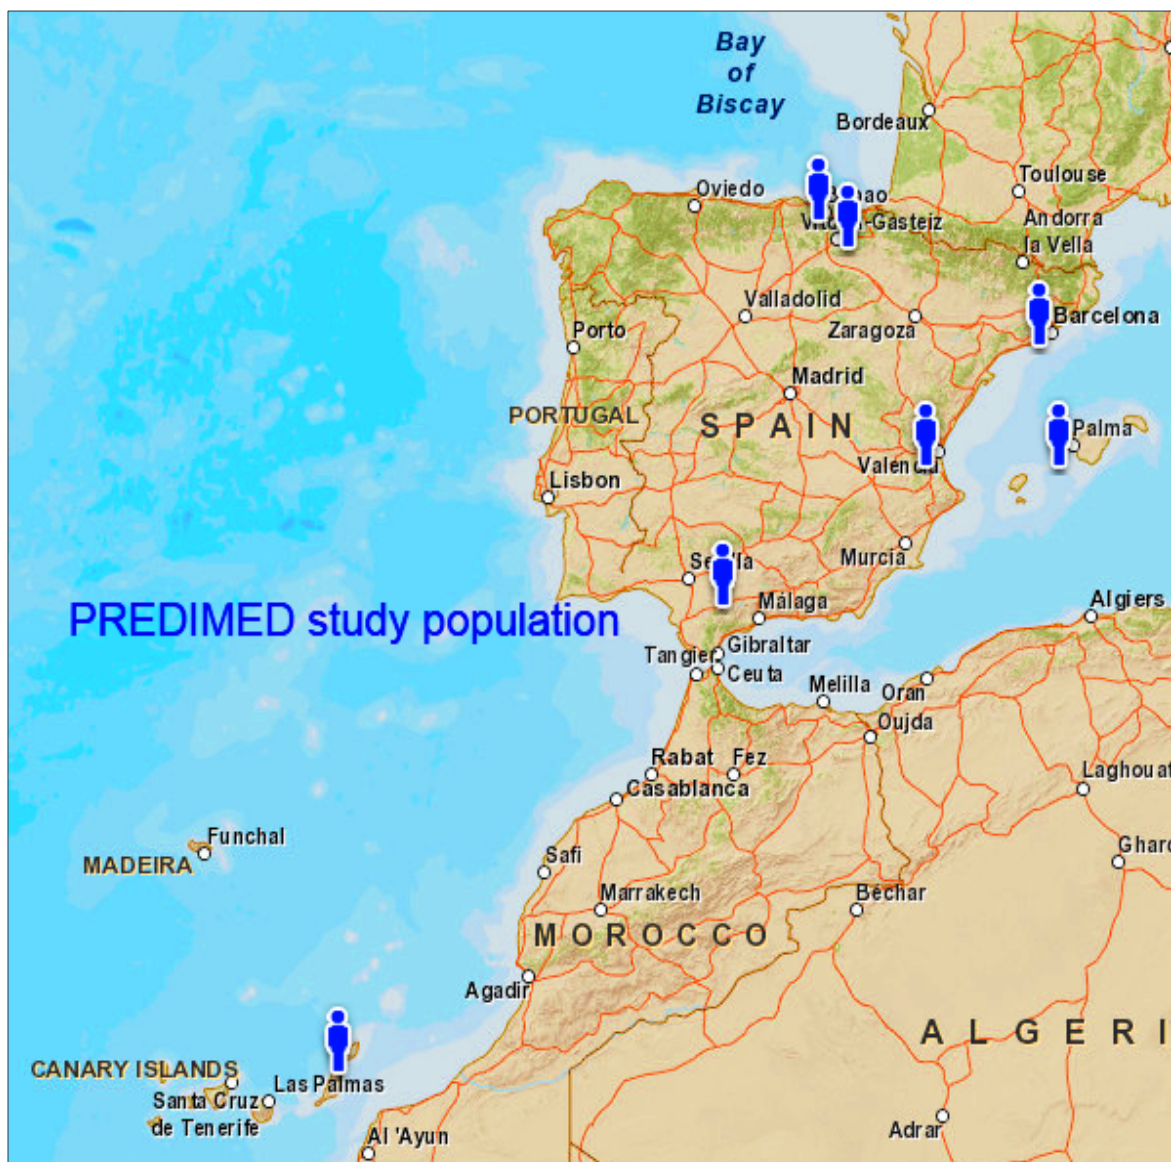 Bay
of
Biscay
Bordeaux
Toulouse
Oviedo
Andorra
la Vella
Valladolid
Zaragoza
Barcelona
Porto
Madrid
PORTUGAL
SPAIN
Palma
Lisbon
Murcia
Málaga
PREDIMED study population
Algiers
Gibraltar
Tangier
Ceuta
Melilla
Oran
Oujda
Rabat
Fez
Casablanca
Laghouat
Funchal
MADEIRA
Safi
Gharc
Marrakech
Béchar
MOROCCO
Agadir
ALGERI
CANARY ISLANDS
Las Palmas
Santa Cruz
de Tenerife
Al 'Ayun
Adrar